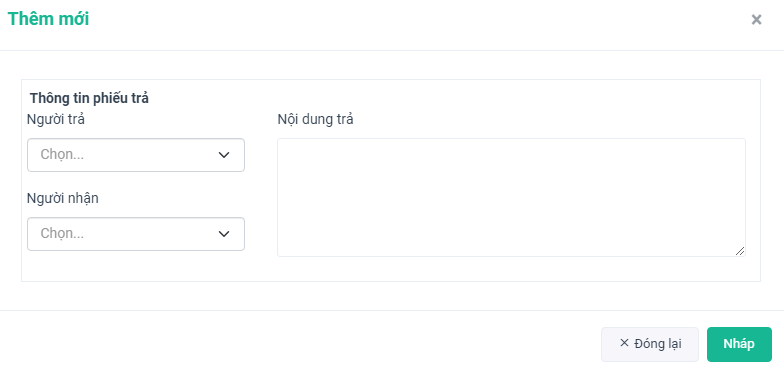 Thêm mới
Thông tin phiếu trả
Người trả
Nội dung trả
Chọn...
Người nhận
Chọn...
Đóng lại
Nháp